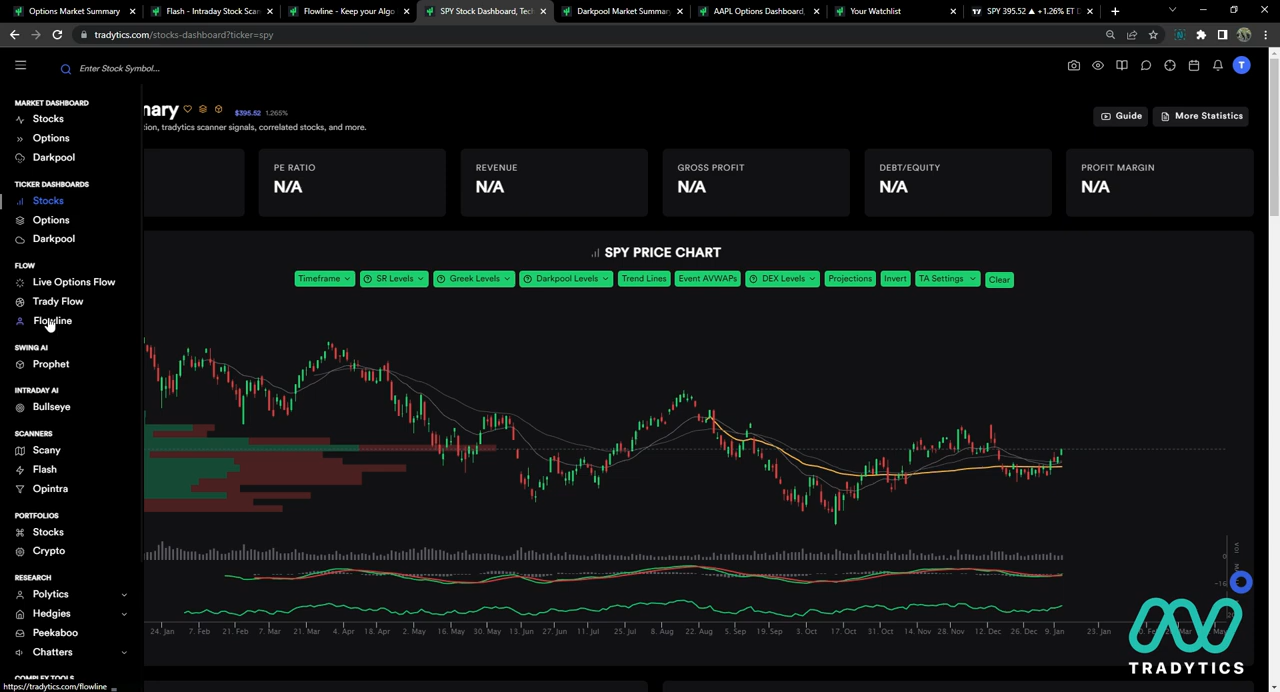 Options Market Summary
Flash - Intraday Stock Scan
Flowline - Keep your Algo
SPY Stock Dashboard, Tec
Darkpool Market Summar
AAPL Options Dashboard,
Your Watchlist
SPY 395.52 ▲ +1.26% ET D
tradytics.com/stocks-dashboard?ticker=spy
Enter Stock Symbol...
T
MARKET DASHBOARD
Stocks
Options
Darkpool
TICKER DASHBOARDS
Stocks
Options
Darkpool
FLOW
Live Options Flow
Trady Flow
Flowline
SWING AI
Prophet
INTRADAY AI
Bullseye
SCANNERS
Scany
Flash
Opintra
PORTFOLIOS
Stocks
Crypto
RESEARCH
Polytics
Hedgies
Peekaboo
Chatters
COMPLEX TOOLS
https://tradytics.com/flowline
mary $395.52 1.265%
tion, tradytics scanner signals, correlated stocks, and more.
Guide
More Statistics
PE RATIO
N/A
REVENUE
N/A
GROSS PROFIT
N/A
DEBT/EQUITY
N/A
PROFIT MARGIN
N/A
SPY PRICE CHART
Timeframe SR Levels Greek Levels Darkpool Levels Trend Lines Event AVWAPs DEX Levels Projections Invert TA Settings Clear
0
VOL
-16
24. Jan 7. Feb 21. Feb 7. Mar 21. Mar 4. Apr 18. Apr 2. May 16. May 30. May 13. Jun 27. Jun 11. Jul 25. Jul 8. Aug 22. Aug 5. Sep 19. Sep 3. Oct 17. Oct 31. Oct 14. Nov 28. Nov 12. Dec 26. Dec 9. Jan 23. Jan
TRADYTICS